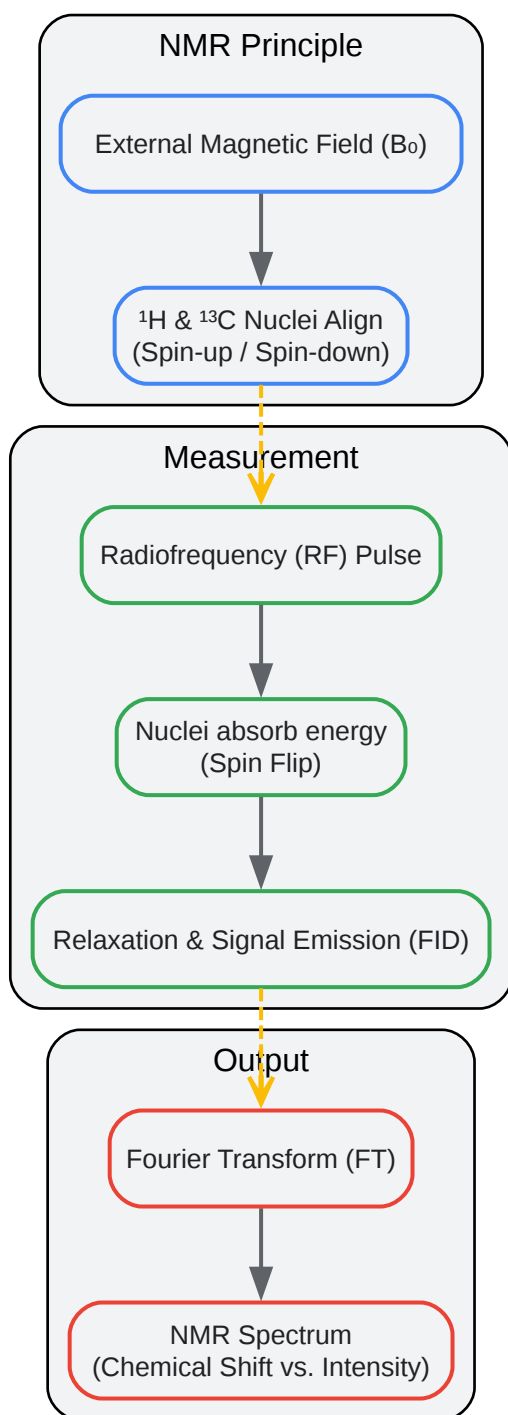 NMR Principle
External Magnetic Field (B₀)
¹H & ¹³C Nuclei Align
(Spin-up / Spin-down)
Measurement
Radiofrequency (RF) Pulse
Nuclei absorb energy
(Spin Flip)
Relaxation & Signal Emission (FID)
Output
Fourier Transform (FT)
NMR Spectrum
(Chemical Shift vs. Intensity)